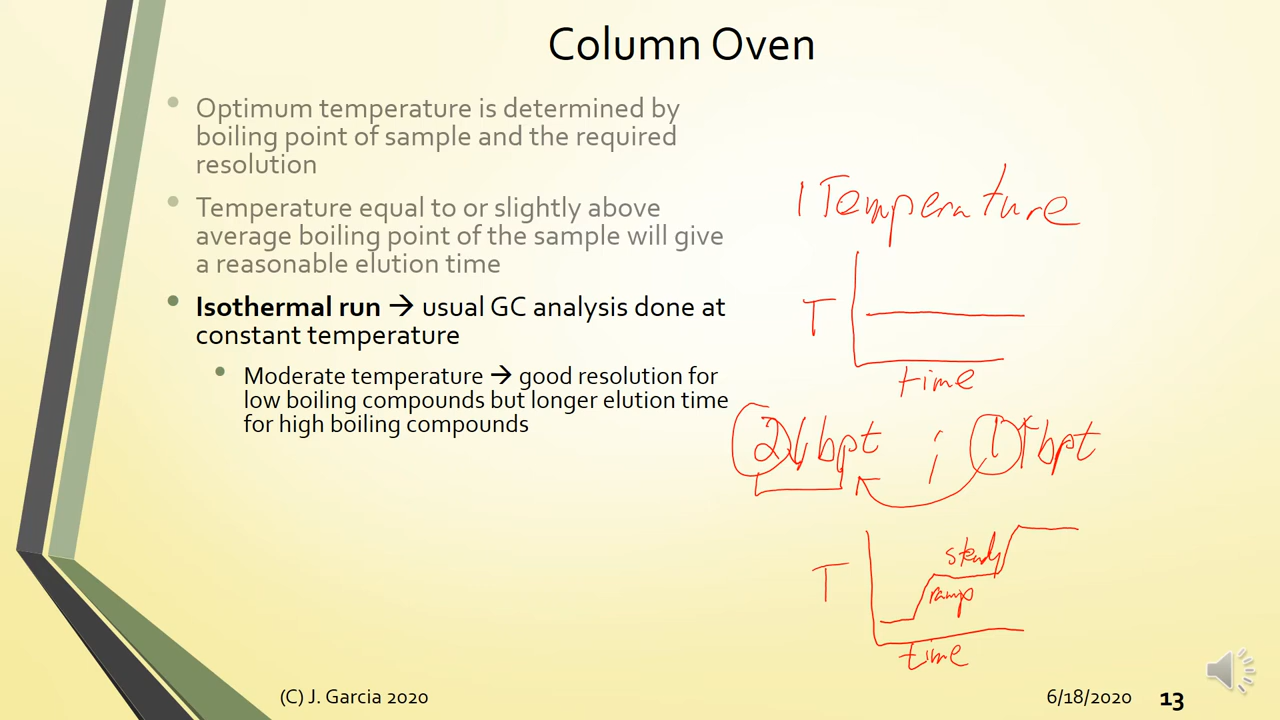 Column Oven
Optimum temperature is determined by
boiling point of sample and the required
resolution
Temperature equal to or slightly above
average boiling point of the sample will give
a reasonable elution time
Isothermal run → usual GC analysis done at
constant temperature
Moderate temperature → good resolution for
low boiling compounds but longer elution time
for high boiling compounds
1 Temperature
T
time
2 ↓ bpt ; 1 ↑ bpt
T
steady
ramp
time
(C) J. Garcia 2020
6/18/2020 13